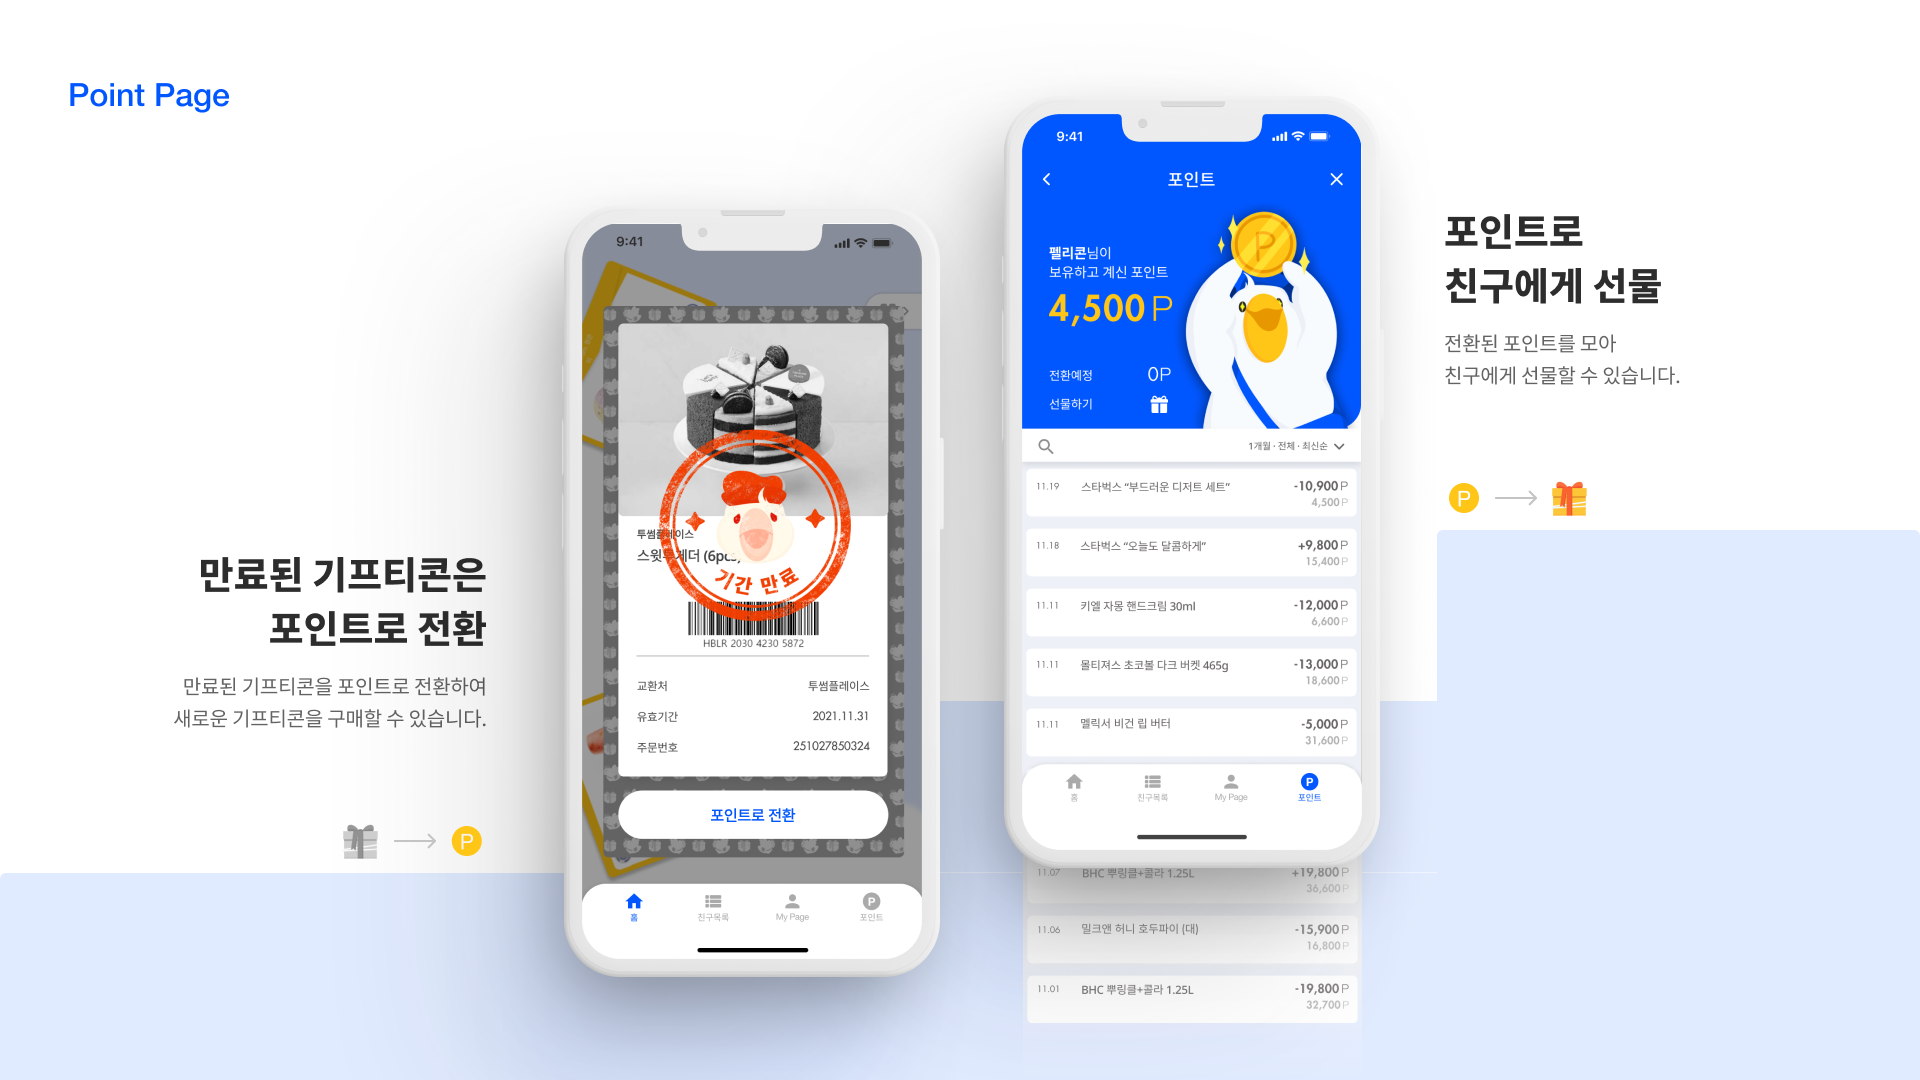 Point Page
만료된 기프티콘은
포인트로 전환
만료된 기프티콘을 포인트로 전환하여
새로운 기프티콘을 구매할 수 있습니다.
P
9:41
투썸플레이스
기간 만료
HBLR 2030 4230 5872
교환처 투썸플레이스
유효기간 2021.11.31
주문번호 251027850324
포인트로 전환
P
홈 친구목록 My Page 포인트
9:41
포인트
P
펠리콘님이
보유하고 계신 포인트
4,500 P
전환예정 0P
선물하기
1개월 · 전체 · 최신순
11.19 스타벅스 “부드러운 디저트 세트” -10,900 P
4,500 P
11.18 스타벅스 “오늘도 달콤하게” +9,800 P
15,400 P
11.11 키엘 자몽 핸드크림 30ml -12,000 P
6,600 P
11.11 몰티져스 초코볼 다크 버켓 465g -13,000 P
18,600 P
11.11 멜릭서 비건 립 버터 -5,000 P
31,600 P
P
홈 친구목록 My Page 포인트
11.07 BHC 뿌링클+콜라 1.25L +19,800 P
36,600 P
11.06 밀크앤 허니 호두파이 (대) -15,900 P
16,800 P
11.01 BHC 뿌링클+콜라 1.25L -19,800 P
32,700 P
포인트로
친구에게 선물
전환된 포인트를 모아
친구에게 선물할 수 있습니다.
P